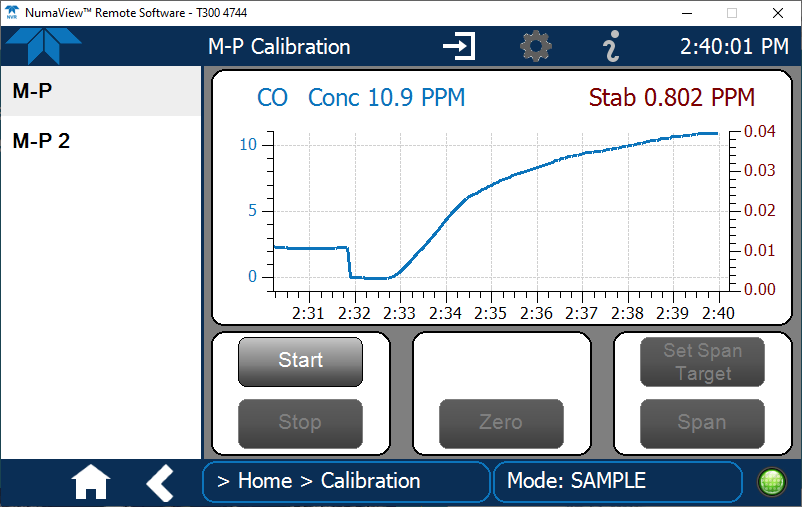 NumaView™ Remote Software - T300 4744
M-P Calibration
2:40:01 PM
M-P
M-P 2
CO Conc 10.9 PPM
Stab 0.802 PPM
10
5
0
0.04
0.03
0.02
0.01
0.00
2:31 2:32 2:33 2:34 2:35 2:36 2:37 2:38 2:39 2:40
Start
Stop
Zero
Set Span
Target
Span
> Home > Calibration
Mode: SAMPLE